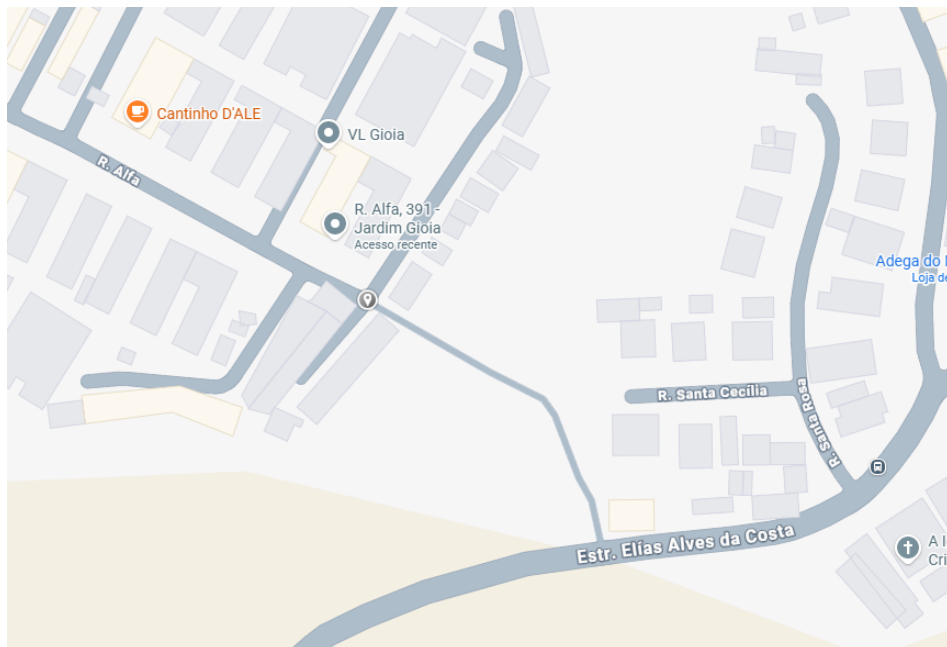 Cantinho D'ALE
VL Gioia
R. Alfa
R. Alfa, 391 -
Jardim Gioia
Acesso recente
Adega do
Loja de
R. Santa Cecília
R. Santa Rosa
Estr. Elías Alves da Costa
A
Cri